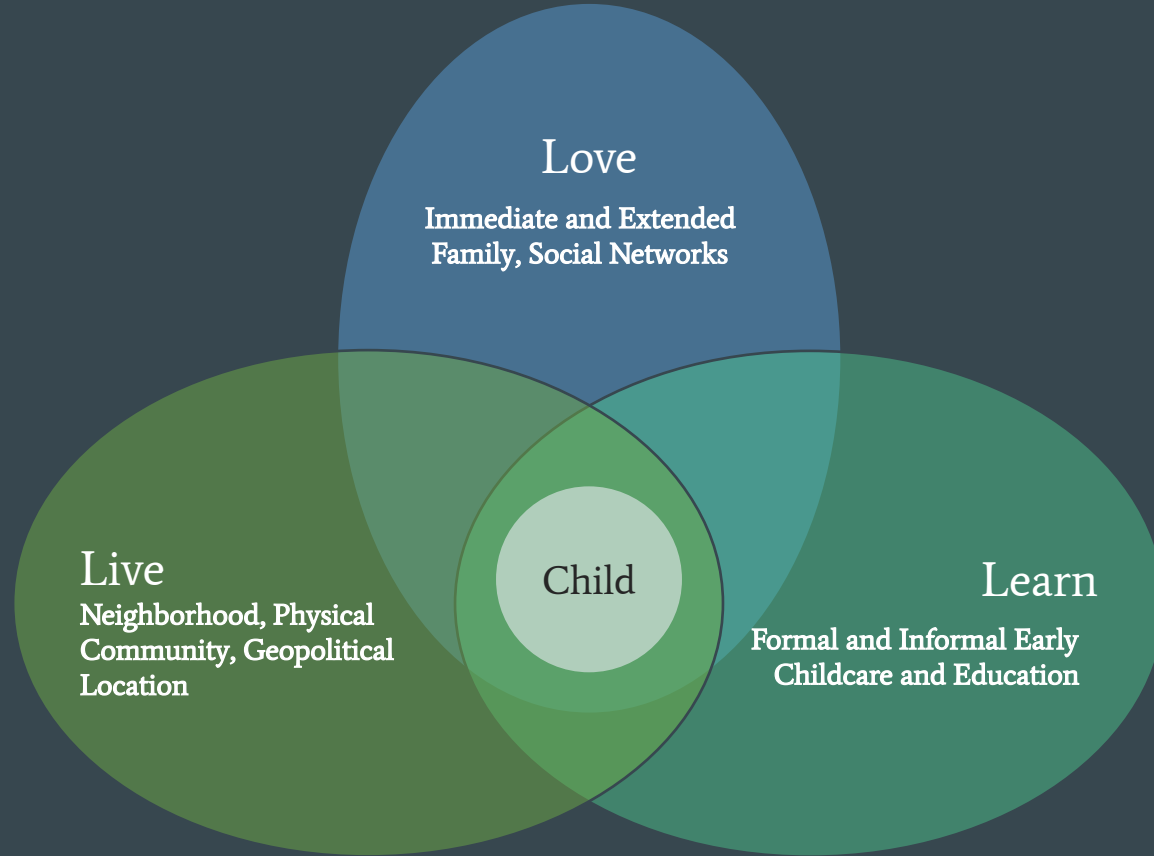 Love
Immediate and Extended
Family, Social Networks
Live
Neighborhood, Physical
Community, Geopolitical
Location
Child
Learn
Formal and Informal Early
Childcare and Education